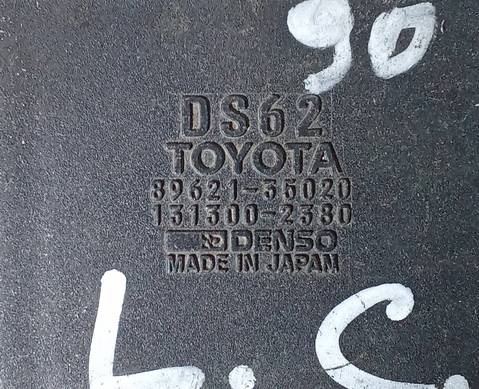 90
DS62
TOYOTA
89621-35020
131300-2380
DENSO
MADE IN JAPAN
L.C.